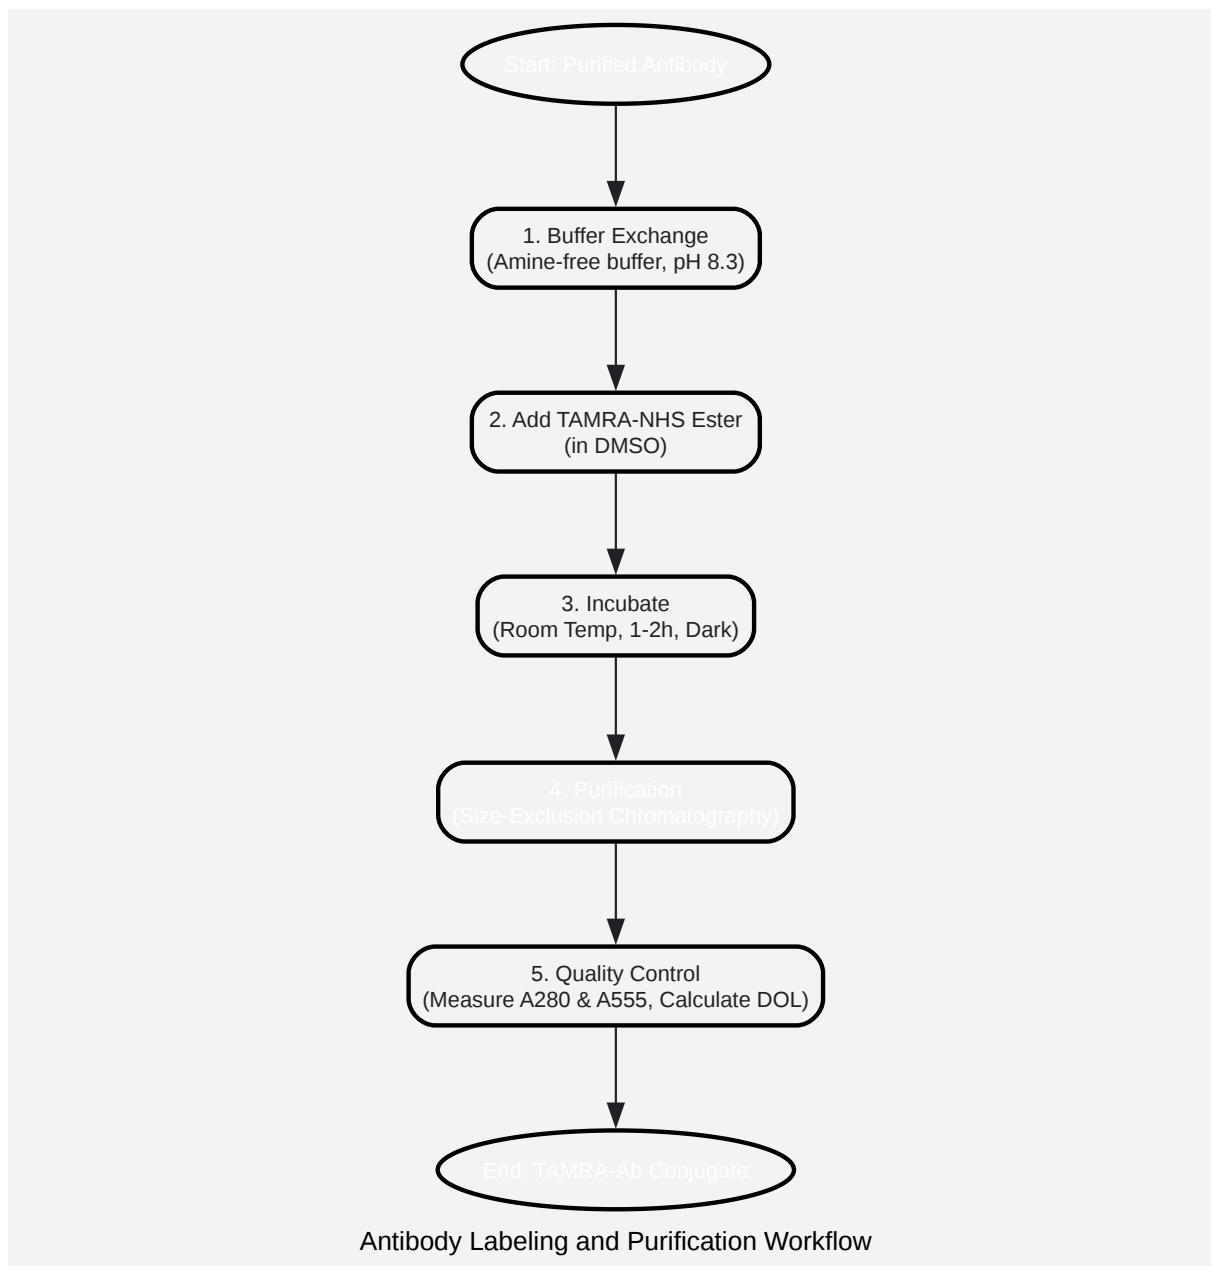 Start: Purified Antibody
1. Buffer Exchange
(Amine-free buffer, pH 8.3)
2. Add TAMRA-NHS Ester
(in DMSO)
3. Incubate
(Room Temp, 1-2h, Dark)
4. Purification
(Size-Exclusion Chromatography)
5. Quality Control
(Measure A280 & A555, Calculate DOL)
End: TAMRA-Ab Conjugate
Antibody Labeling and Purification Workflow